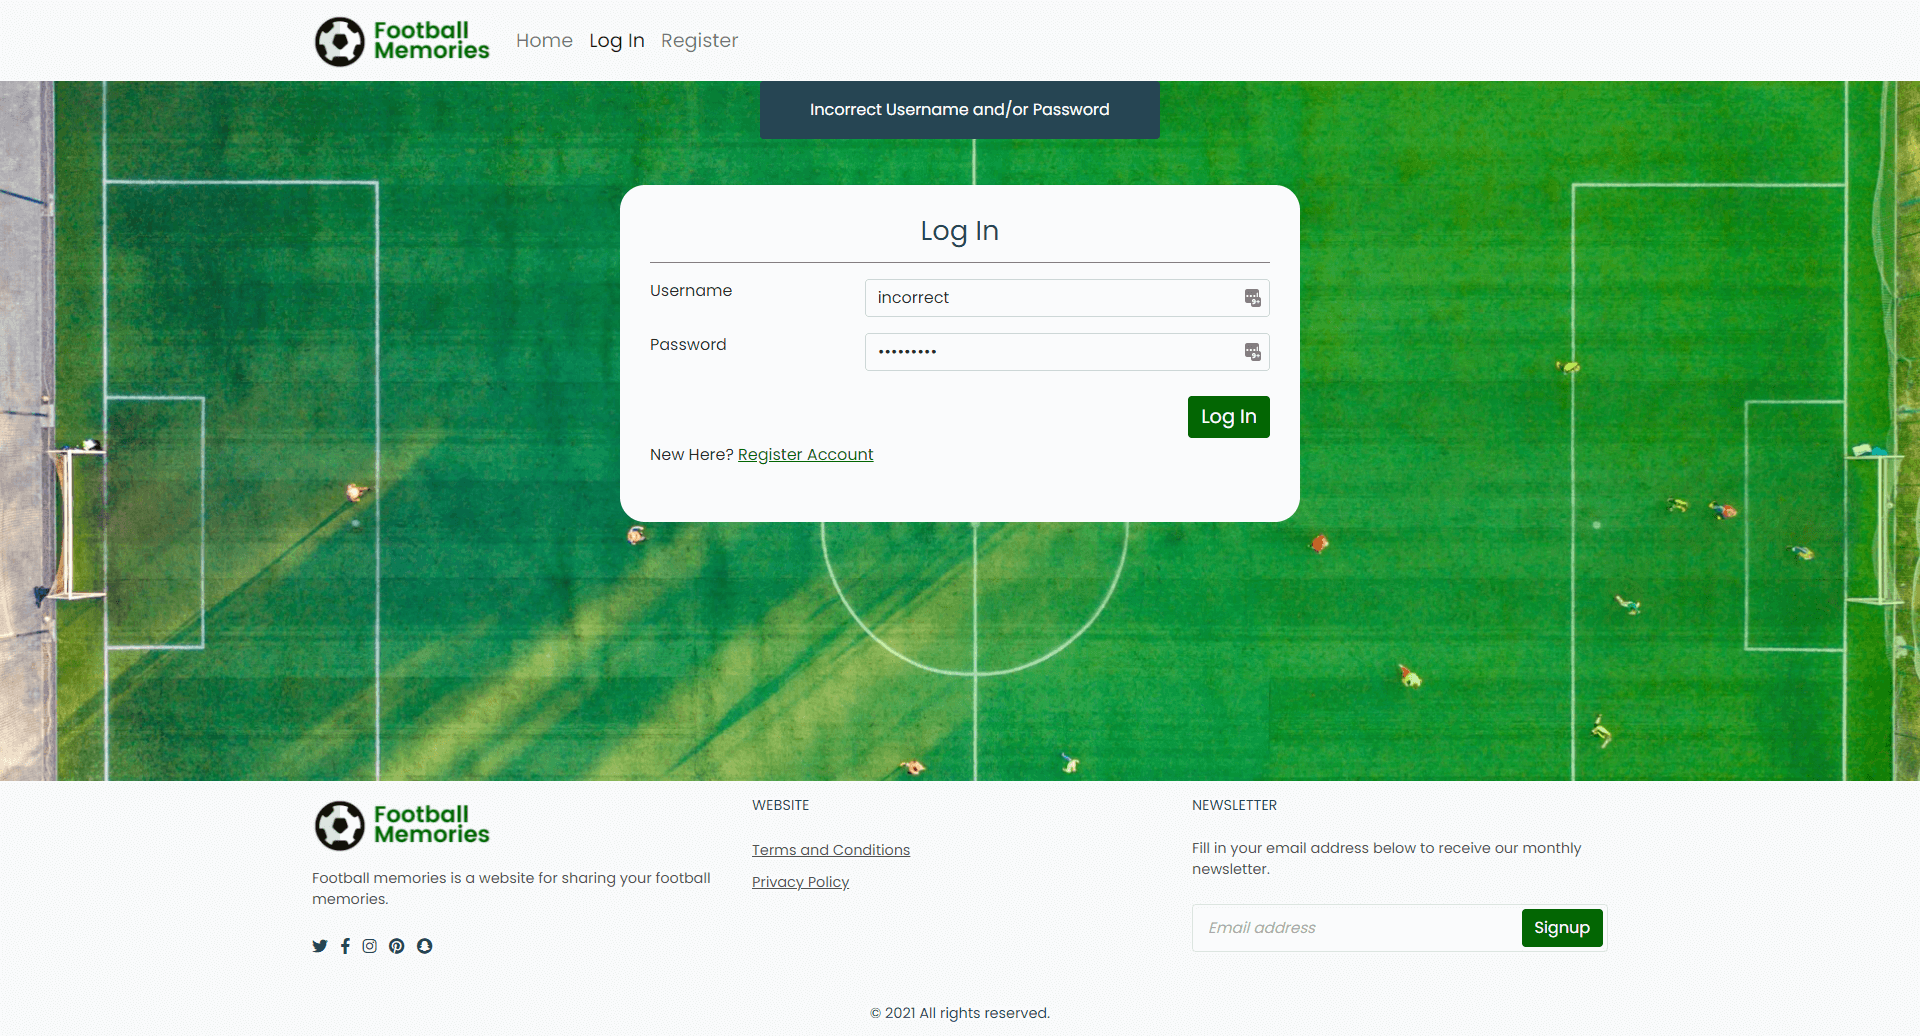 Football
Memories
Home Log In Register
Incorrect Username and/or Password
Log In
Username
incorrect
Password
•••••••••
Log In
New Here? Register Account
Football
Memories
Football memories is a website for sharing your football
memories.
WEBSITE
Terms and Conditions
Privacy Policy
NEWSLETTER
Fill in your email address below to receive our monthly
newsletter.
Email address
Signup
© 2021 All rights reserved.